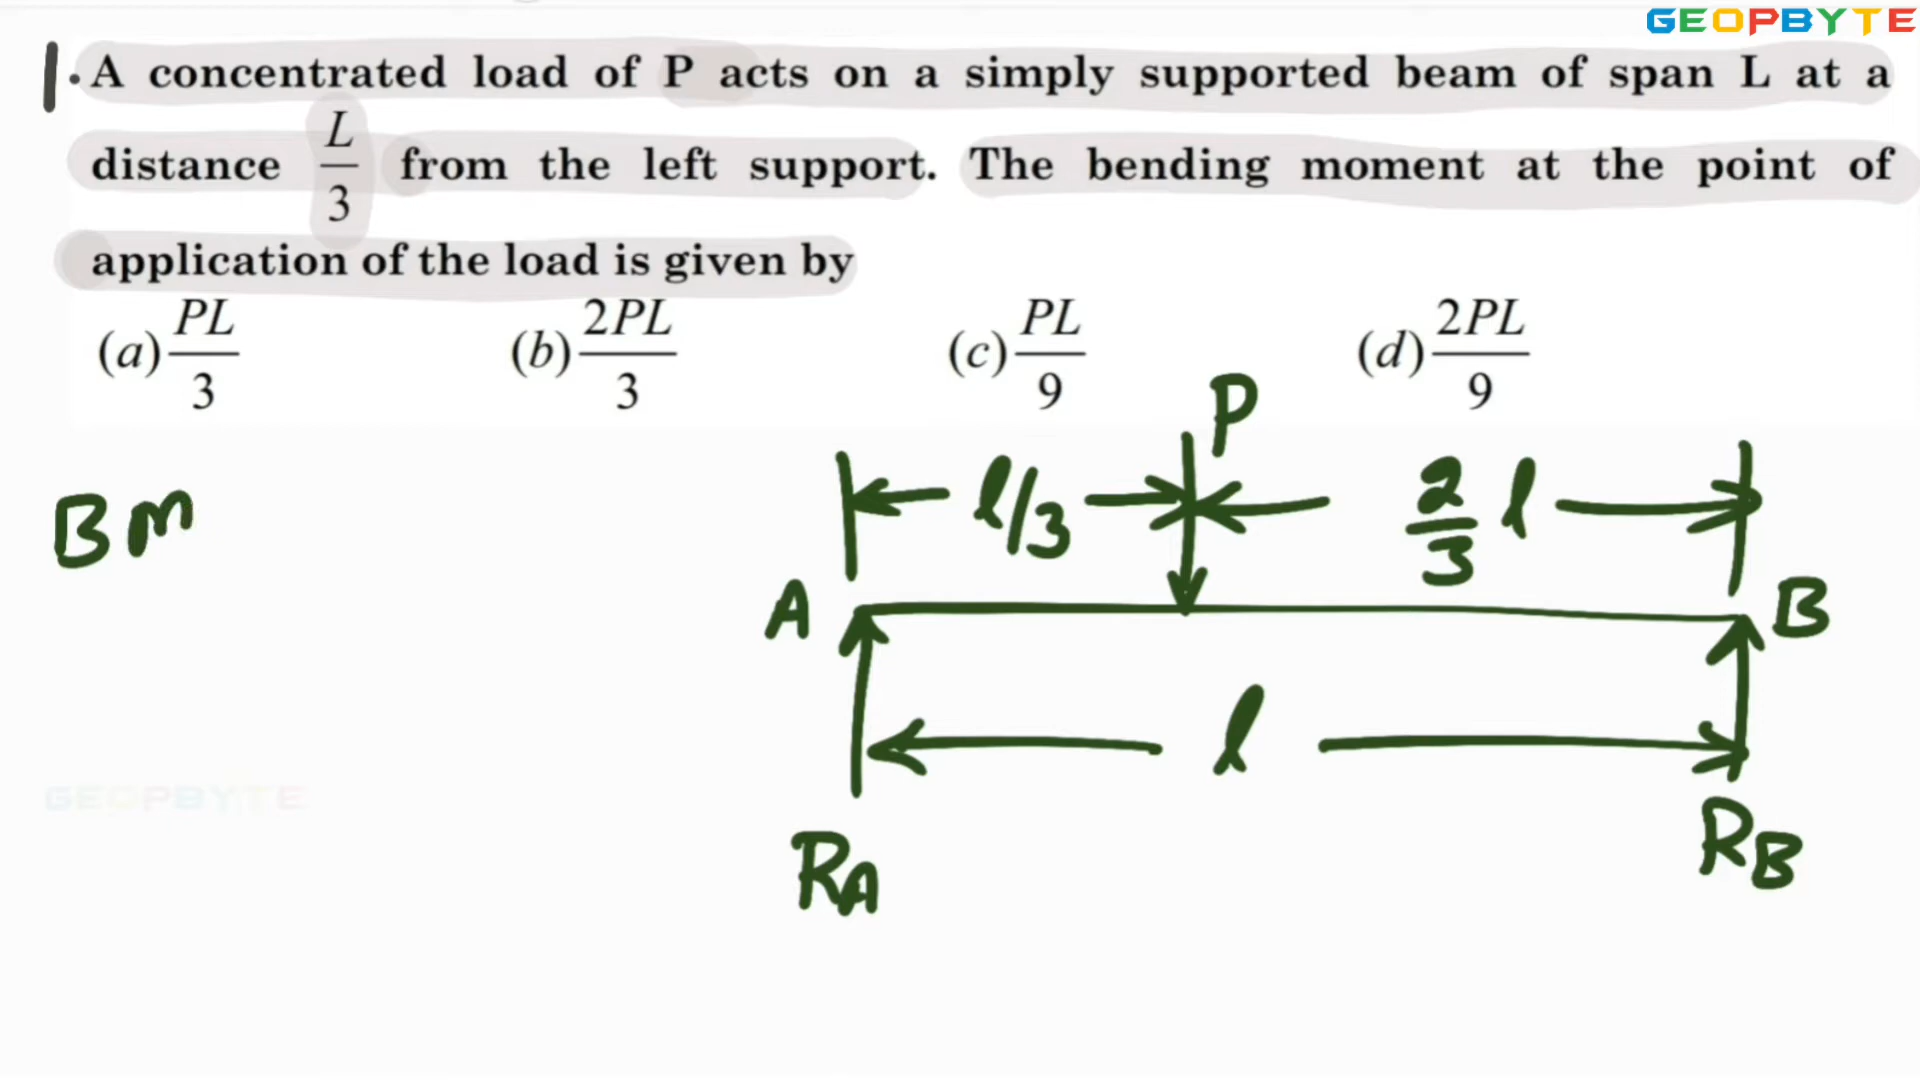 GEOPBYTE
1. A concentrated load of P acts on a simply supported beam of span L at a
distance L/3 from the left support. The bending moment at the point of
application of the load is given by
(a) PL/3 (b) 2PL/3 (c) PL/9 (d) 2PL/9
P
BM
l/3 2/3 l
A B
l
GEOPBYTE
RA RB